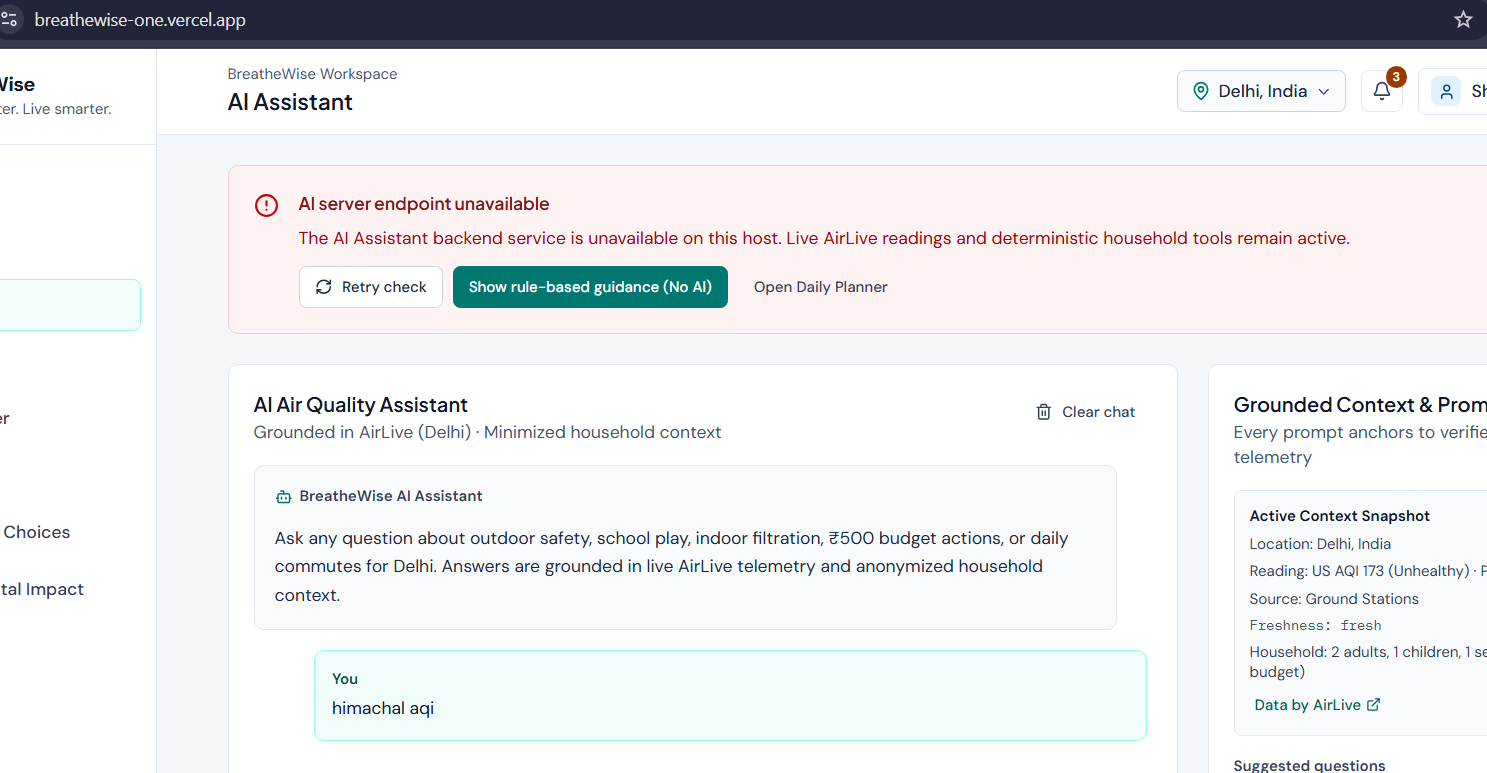 breathewise-one.vercel.app
Wise
ter. Live smarter.
BreatheWise Workspace
AI Assistant
Delhi, India
3
Sh
AI server endpoint unavailable
The AI Assistant backend service is unavailable on this host. Live AirLive readings and deterministic household tools remain active.
Retry check
Show rule-based guidance (No AI)
Open Daily Planner
er
Choices
tal Impact
AI Air Quality Assistant
Grounded in AirLive (Delhi) · Minimized household context
Clear chat
BreatheWise AI Assistant
Ask any question about outdoor safety, school play, indoor filtration, ₹500 budget actions, or daily
commutes for Delhi. Answers are grounded in live AirLive telemetry and anonymized household
context.
You
himachal aqi
Grounded Context & Prom
Every prompt anchors to verifie
telemetry
Active Context Snapshot
Location: Delhi, India
Reading: US AQI 173 (Unhealthy) · P
Source: Ground Stations
Freshness: fresh
Household: 2 adults, 1 children, 1 se
budget)
Data by AirLive
Suggested questions